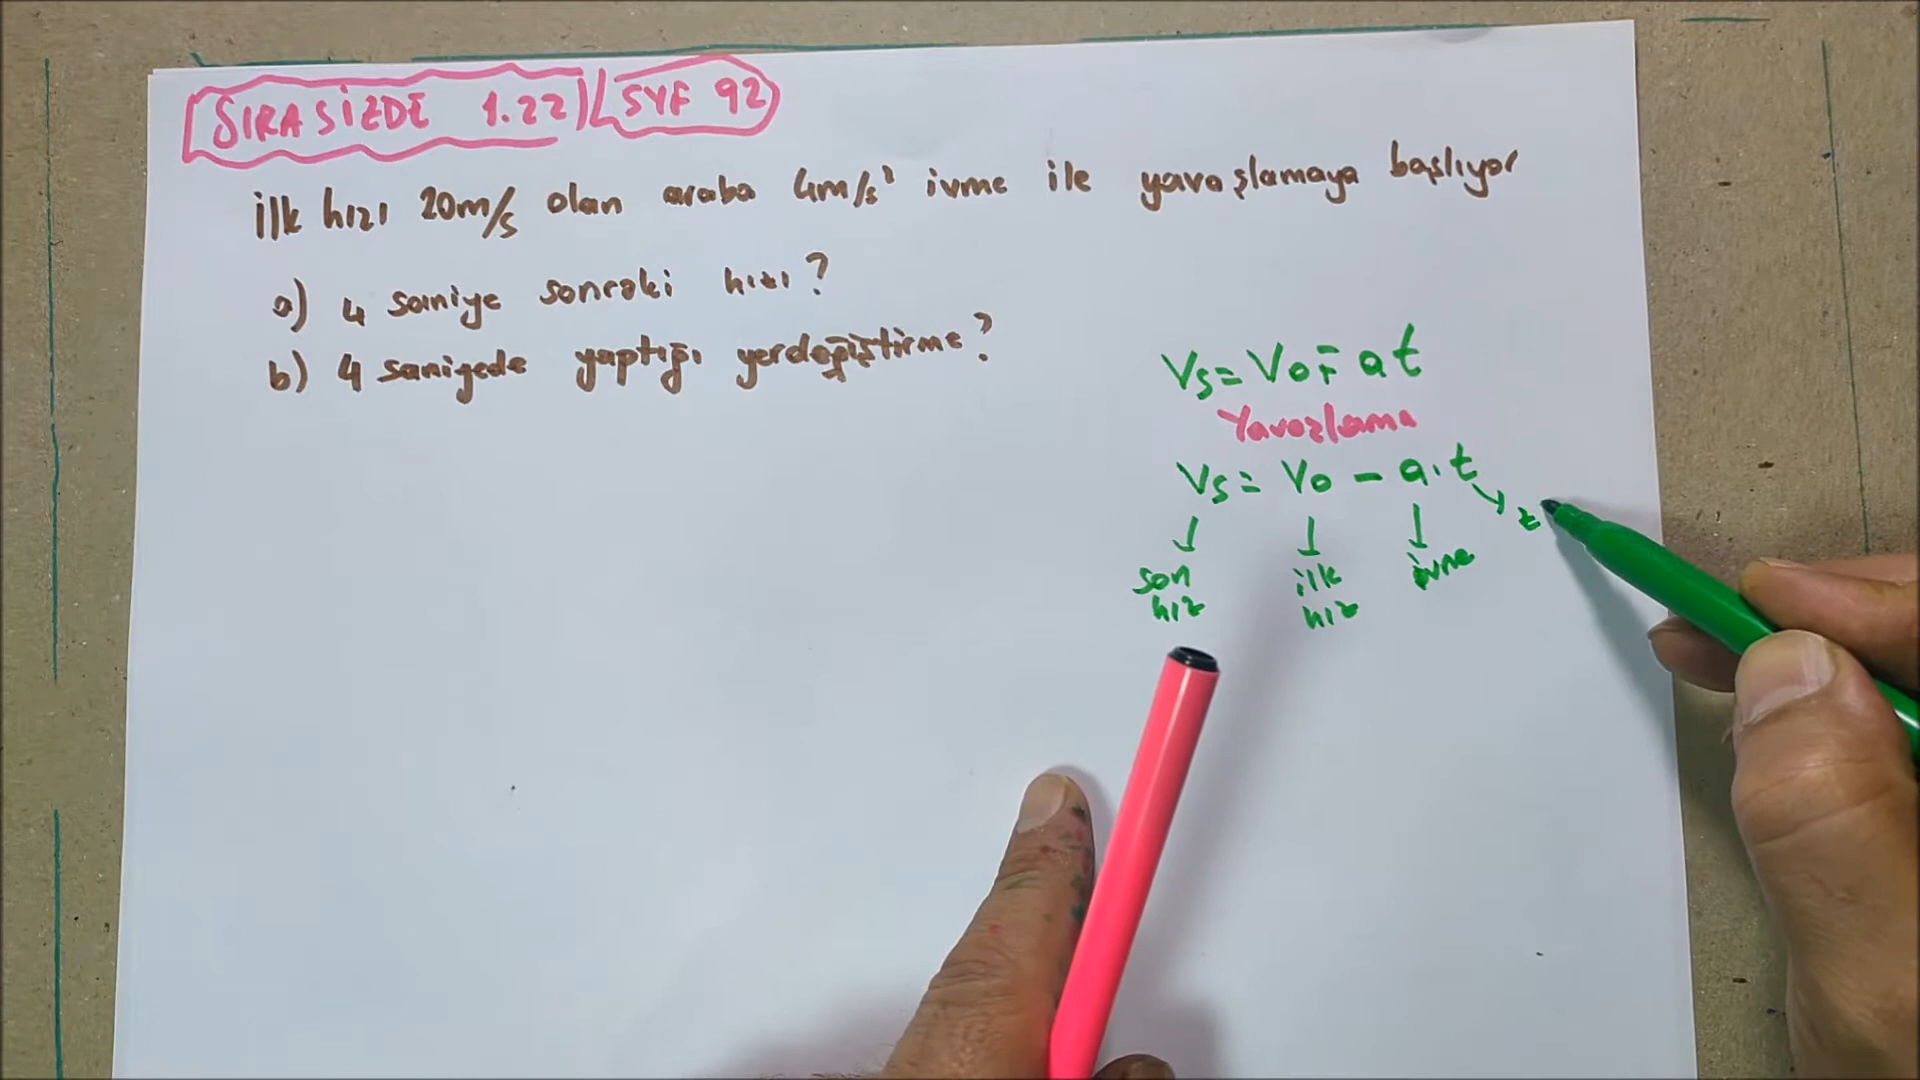 SIRA SİZDE 1.22 SYF 92
ilk hızı 20m/s olan araba 4m/s² ivme ile yavaşlamaya başlıyor
a) 4 saniye sonraki hızı?
b) 4 saniyede yaptığı yerdeğiştirme?
Vs = Vo ∓ at
Yavaşlama
Vs = Vo - a.t
son hız
ilk hız
ivme
z